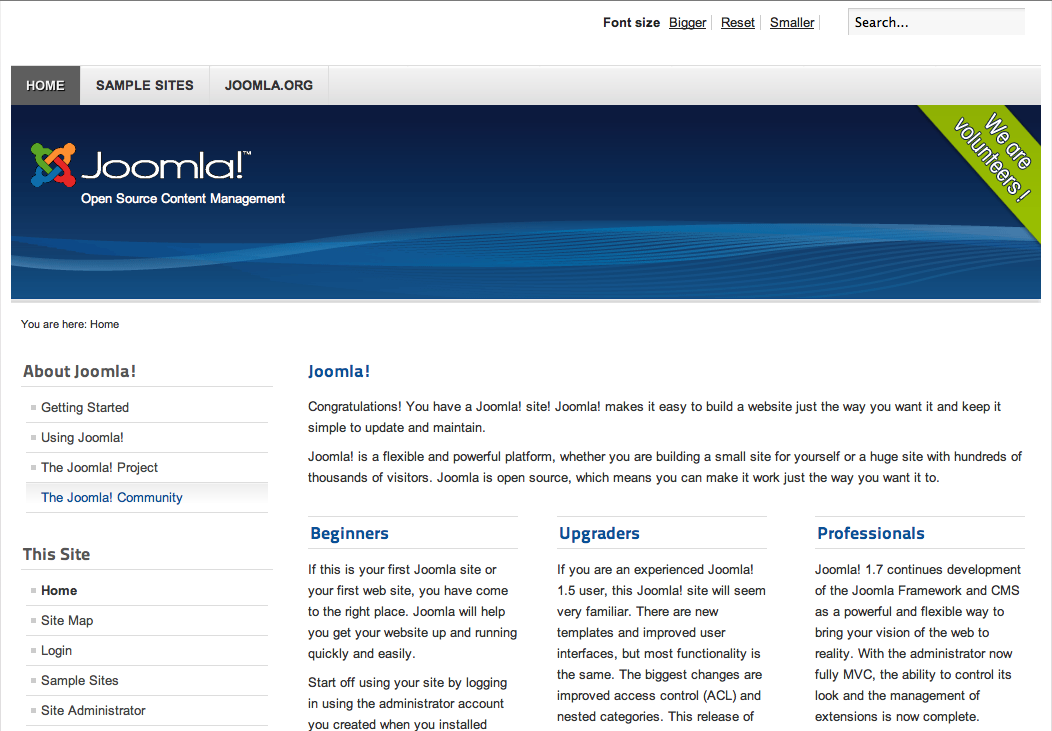 Font size Bigger Reset Smaller Search...
HOME SAMPLE SITES JOOMLA.ORG
We are
volunteers !
Joomla!™
Open Source Content Management
You are here: Home
About Joomla!
Getting Started
Using Joomla!
The Joomla! Project
The Joomla! Community
This Site
Home
Site Map
Login
Sample Sites
Site Administrator
Joomla!
Congratulations! You have a Joomla! site! Joomla! makes it easy to build a website just the way you want it and keep it
simple to update and maintain.
Joomla! is a flexible and powerful platform, whether you are building a small site for yourself or a huge site with hundreds of
thousands of visitors. Joomla is open source, which means you can make it work just the way you want it to.
Beginners
If this is your first Joomla site or
your first web site, you have come
to the right place. Joomla will help
you get your website up and running
quickly and easily.
Start off using your site by logging
in using the administrator account
you created when you installed
Upgraders
If you are an experienced Joomla!
1.5 user, this Joomla! site will seem
very familiar. There are new
templates and improved user
interfaces, but most functionality is
the same. The biggest changes are
improved access control (ACL) and
nested categories. This release of
Professionals
Joomla! 1.7 continues development
of the Joomla Framework and CMS
as a powerful and flexible way to
bring your vision of the web to
reality. With the administrator now
fully MVC, the ability to control its
look and the management of
extensions is now complete.